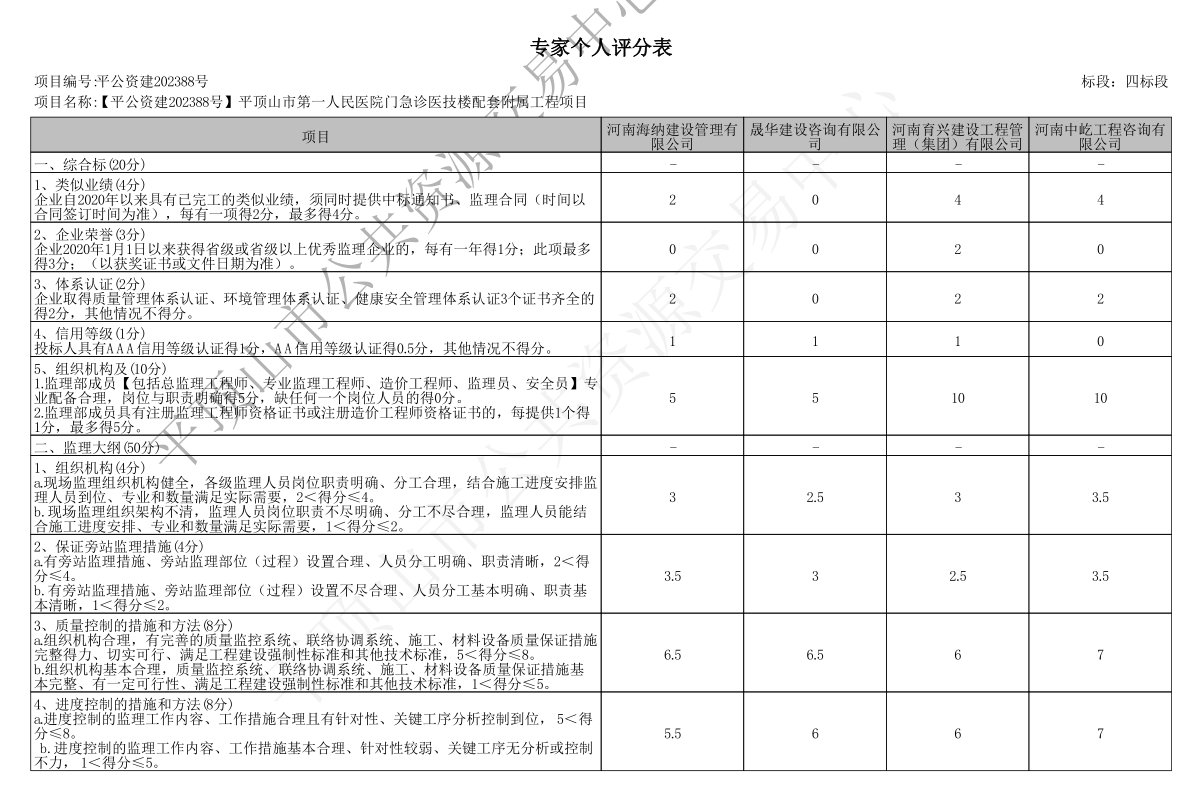 专家个人评分表
项目编号:平公资建202388号
标段：四标段
项目名称:【平公资建202388号】平顶山市第一人民医院门急诊医技楼配套附属工程项目
项目
河南海纳建设管理有
限公司
晟华建设咨询有限公
司
河南育兴建设工程管
理（集团）有限公司
河南中屹工程咨询有
限公司
一、综合标(20分)
－
－
－
－
1、类似业绩(4分)
企业自2020年以来具有已完工的类似业绩，须同时提供中标通知书、监理合同（时间以
合同签订时间为准），每有一项得2分，最多得4分。
2
0
4
4
2、企业荣誉(3分)
企业2020年1月1日以来获得省级或省级以上优秀监理企业的，每有一年得1分；此项最多
得3分；（以获奖证书或文件日期为准）。
0
0
2
0
3、体系认证(2分)
企业取得质量管理体系认证、环境管理体系认证、健康安全管理体系认证3个证书齐全的
得2分，其他情况不得分。
2
0
2
2
4、信用等级(1分)
投标人具有AAA信用等级认证得1分，AA信用等级认证得0.5分，其他情况不得分。
1
1
1
0
5、组织机构及(10分)
1.监理部成员【包括总监理工程师、专业监理工程师、造价工程师、监理员、安全员】专
业配备合理，岗位与职责明确得5分，缺任何一个岗位人员的得0分。
2.监理部成员具有注册监理工程师资格证书或注册造价工程师资格证书的，每提供1个得
1分，最多得5分。
5
5
10
10
二、监理大纲(50分)
－
－
－
－
1、组织机构(4分)
a.现场监理组织机构健全，各级监理人员岗位职责明确、分工合理，结合施工进度安排监
理人员到位、专业和数量满足实际需要，2＜得分≤4。
b.现场监理组织架构不清，监理人员岗位职责不尽明确、分工不尽合理，监理人员能结
合施工进度安排、专业和数量满足实际需要，1＜得分≤2。
3
2.5
3
3.5
2、保证旁站监理措施(4分)
a.有旁站监理措施、旁站监理部位（过程）设置合理、人员分工明确、职责清晰，2＜得
分≤4。
b.有旁站监理措施、旁站监理部位（过程）设置不尽合理、人员分工基本明确、职责基
本清晰，1＜得分≤2。
3.5
3
2.5
3.5
3、质量控制的措施和方法(8分)
a.组织机构合理，有完善的质量监控系统、联络协调系统、施工、材料设备质量保证措施
完整得力、切实可行、满足工程建设强制性标准和其他技术标准，5＜得分≤8。
b.组织机构基本合理，质量监控系统、联络协调系统、施工、材料设备质量保证措施基
本完整、有一定可行性、满足工程建设强制性标准和其他技术标准，1＜得分≤5。
6.5
6.5
6
7
4、进度控制的措施和方法(8分)
a.进度控制的监理工作内容、工作措施合理且有针对性、关键工序分析控制到位， 5＜得
分≤8。
b.进度控制的监理工作内容、工作措施基本合理、针对性较弱、关键工序无分析或控制
不力， 1＜得分≤5。
5.5
6
6
7
平顶山市公共资源交易中心
平顶山市公共资源交易中心